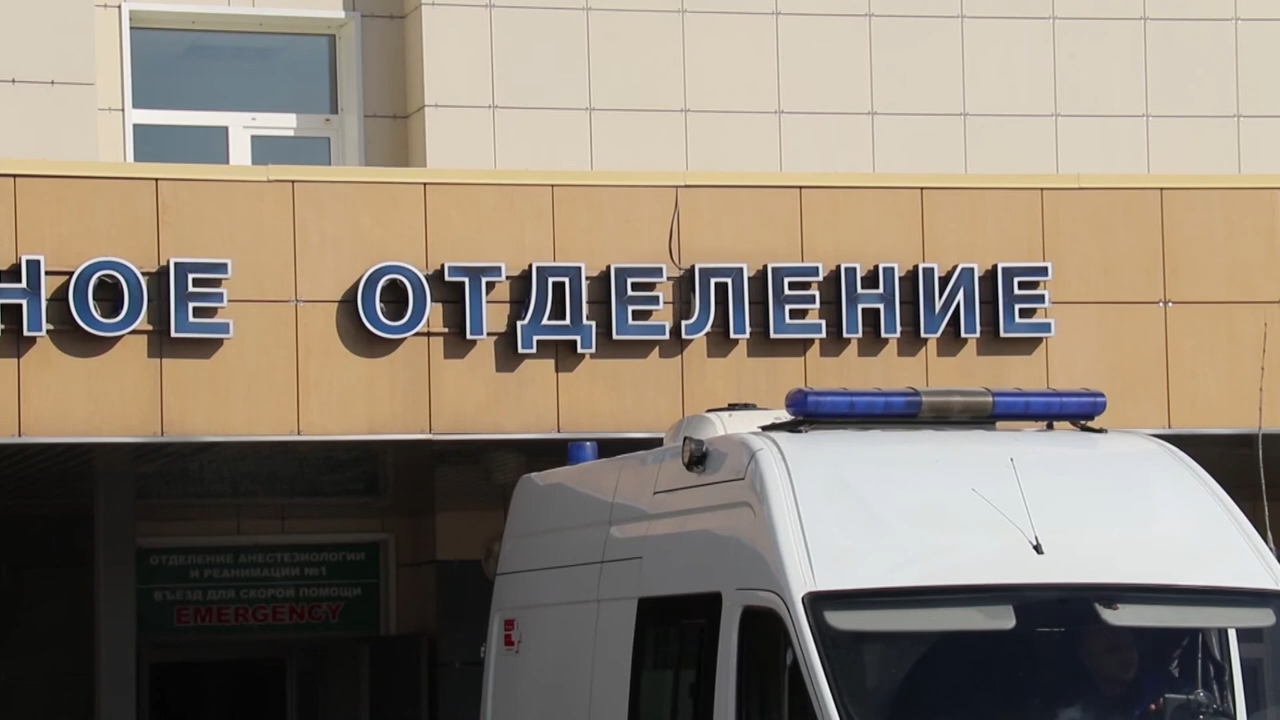 НОЕ ОТДЕЛЕНИЕ
ОТДЕЛЕНИЕ АНЕСТЕЗИОЛОГИИ
И РЕАНИМАЦИИ №1
ВЪЕЗД ДЛЯ СКОРОЙ ПОМОЩИ
EMERGENCY